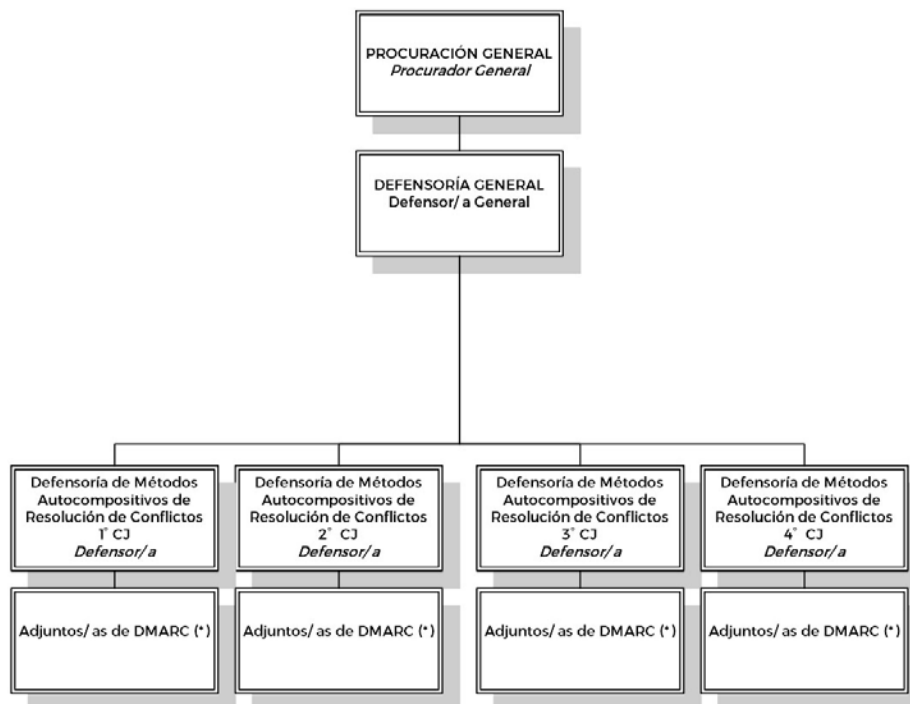 PROCURACIÓN GENERAL
Procurador General
DEFENSORÍA GENERAL
Defensor/ a General
Defensoría de Métodos
Autocompositivos de
Resolución de Conflictos
1° CJ
Defensor/ a
Defensoría de Métodos
Autocompositivos de
Resolución de Conflictos
2° CJ
Defensor/ a
Defensoría de Métodos
Autocompositivos de
Resolución de Conflictos
3° CJ
Defensor/ a
Defensoría de Métodos
Autocompositivos de
Resolución de Conflictos
4° CJ
Defensor/ a
Adjuntos/ as de DMARC (*)
Adjuntos/ as de DMARC (*)
Adjuntos/ as de DMARC (*)
Adjuntos/ as de DMARC (*)